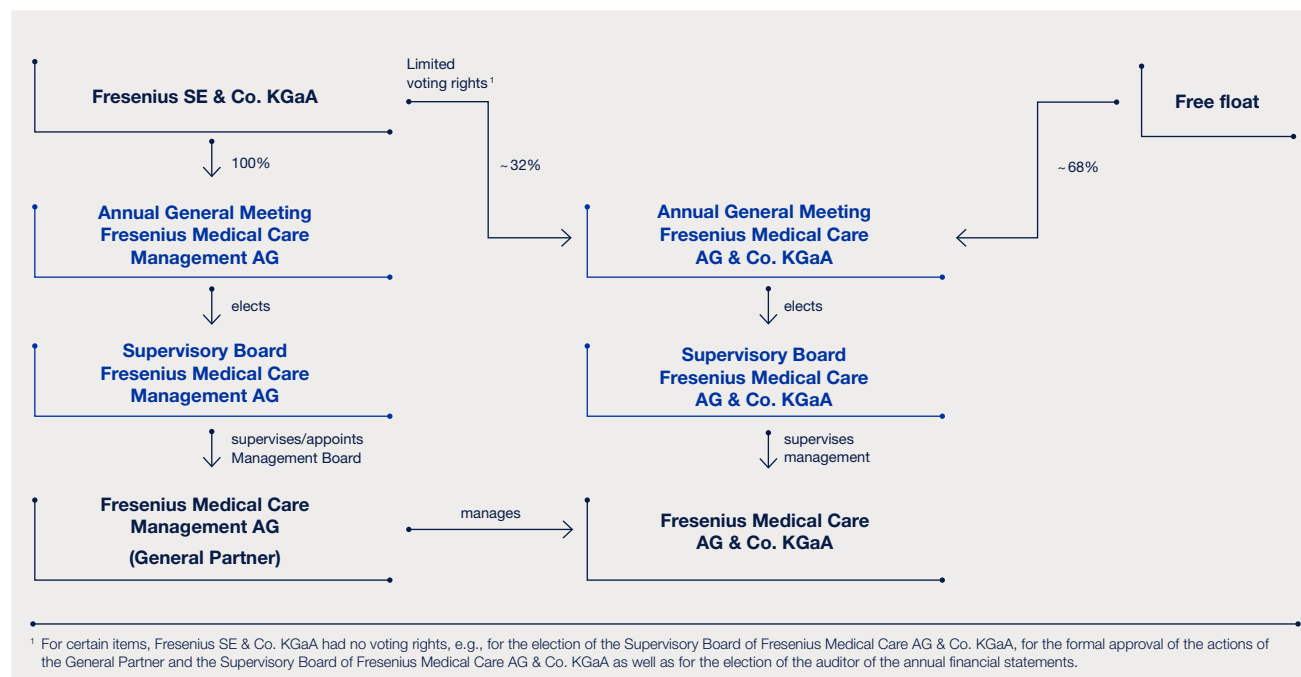 Fresenius SE & Co. KGaA
Limited
voting rights ¹
Free float
100%
~ 32%
~ 68%
Annual General Meeting
Fresenius Medical Care
Management AG
Annual General Meeting
Fresenius Medical Care
AG & Co. KGaA
elects
elects
Supervisory Board
Fresenius Medical Care
Management AG
Supervisory Board
Fresenius Medical Care
AG & Co. KGaA
supervises/appoints
Management Board
supervises
management
Fresenius Medical Care
Management AG
(General Partner)
manages
Fresenius Medical Care
AG & Co. KGaA
¹ For certain items, Fresenius SE & Co. KGaA had no voting rights, e.g., for the election of the Supervisory Board of Fresenius Medical Care AG & Co. KGaA, for the formal approval of the actions of
the General Partner and the Supervisory Board of Fresenius Medical Care AG & Co. KGaA as well as for the election of the auditor of the annual financial statements.